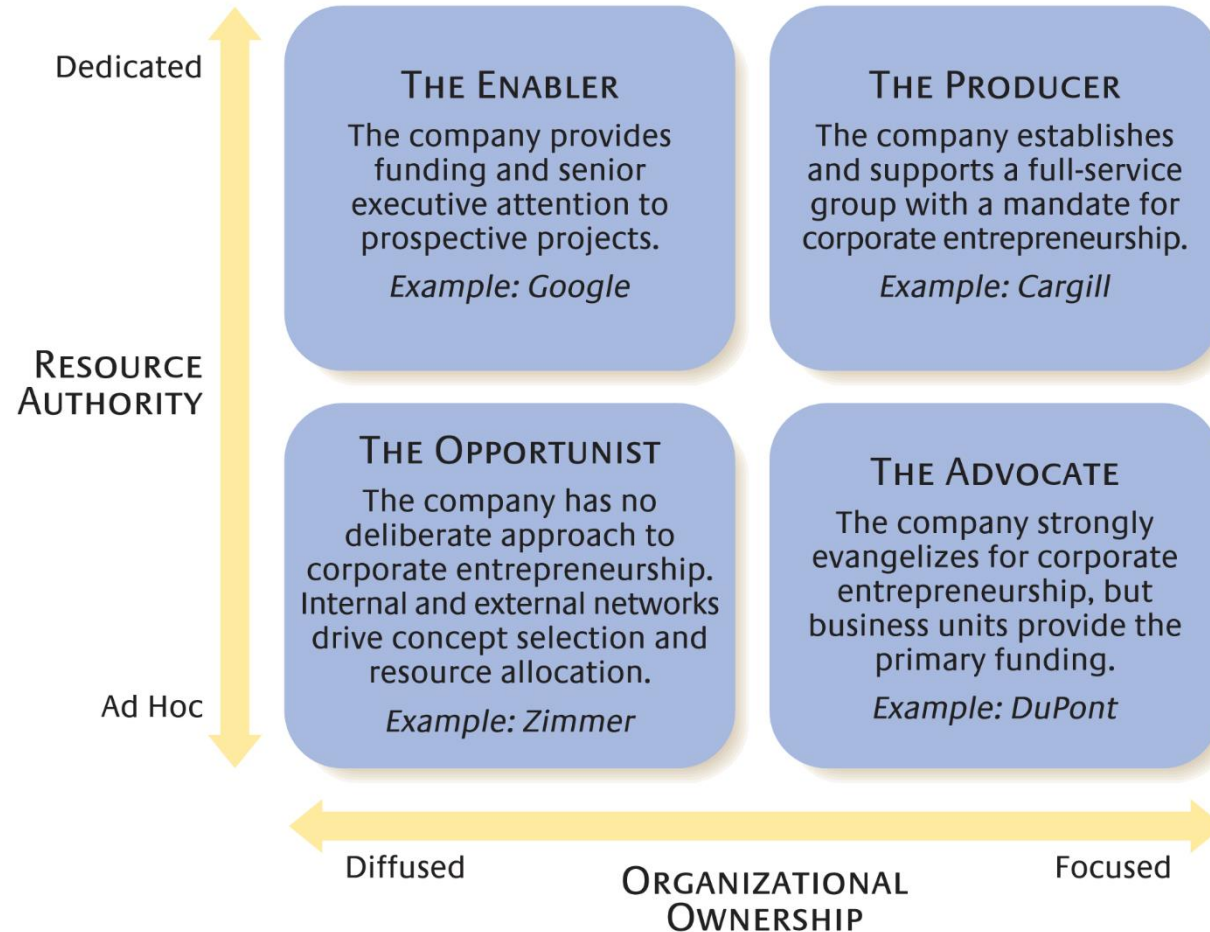 Dedicated
THE ENABLER
The company provides
funding and senior
executive attention to
prospective projects.
Example: Google
THE PRODUCER
The company establishes
and supports a full-service
group with a mandate for
corporate entrepreneurship.
Example: Cargill
RESOURCE
AUTHORITY
THE OPPORTUNIST
The company has no
deliberate approach to
corporate entrepreneurship.
Internal and external networks
drive concept selection and
resource allocation.
Example: Zimmer
THE ADVOCATE
The company strongly
evangelizes for corporate
entrepreneurship, but
business units provide the
primary funding.
Example: DuPont
Ad Hoc
Diffused
Focused
ORGANIZATIONAL
OWNERSHIP